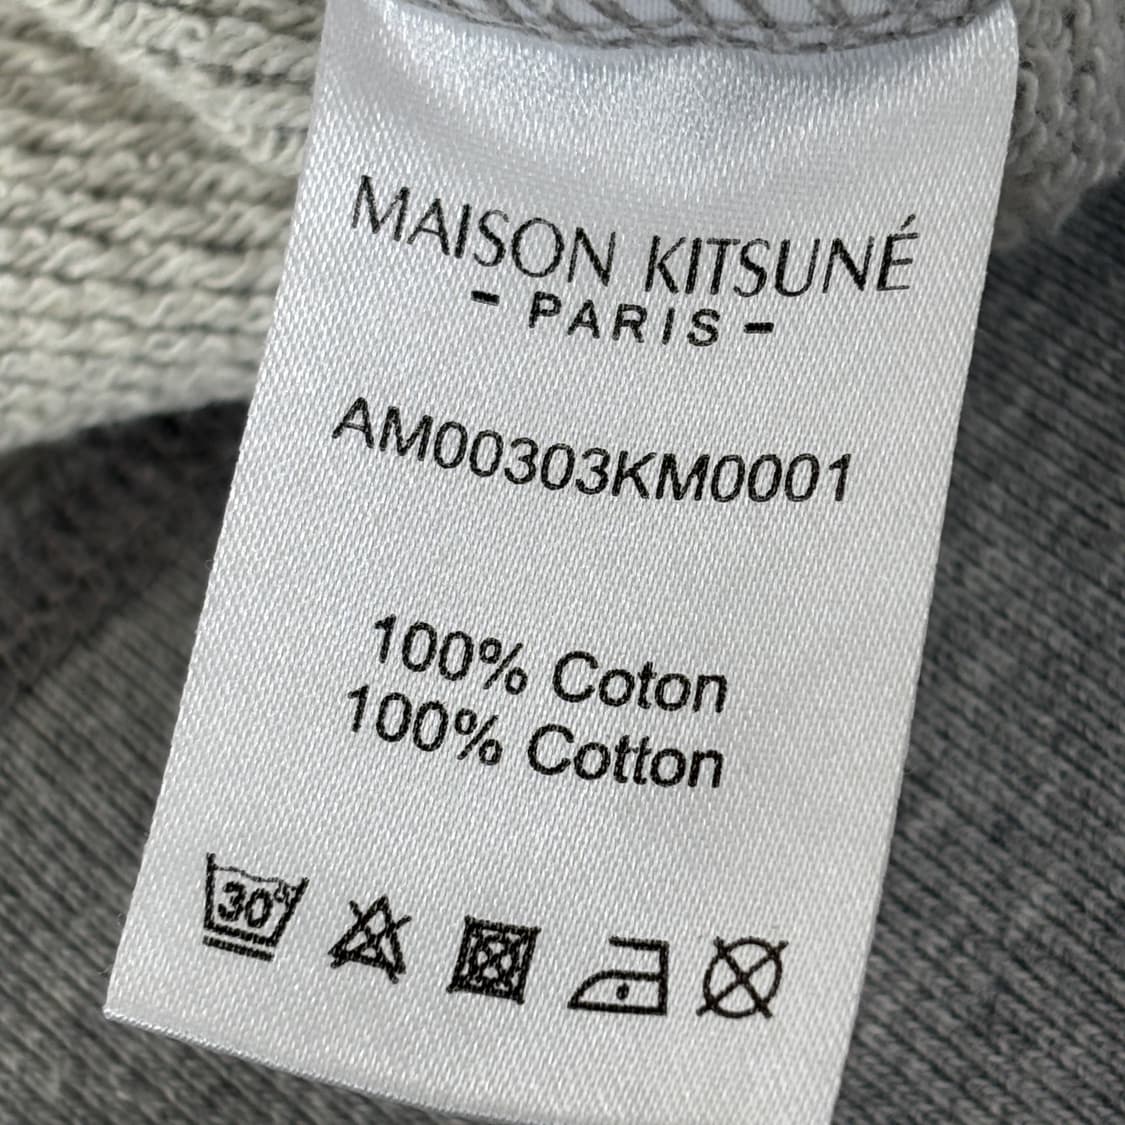 MAISON KITSUNÉ
- PARIS -
AM00303KM0001
100% Coton
100% Cotton
30°